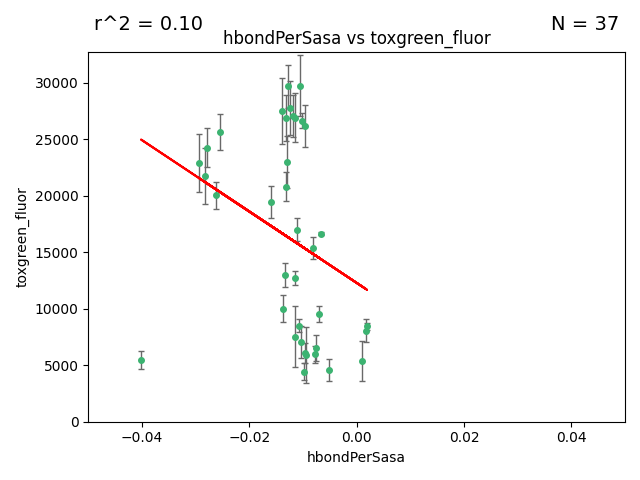 r^2 = 0.10
N = 37
hbondPerSasa vs toxgreen_fluor
30000
25000
20000
15000
10000
5000
0
toxgreen_fluor
−0.04
−0.02
0.00
0.02
0.04
hbondPerSasa